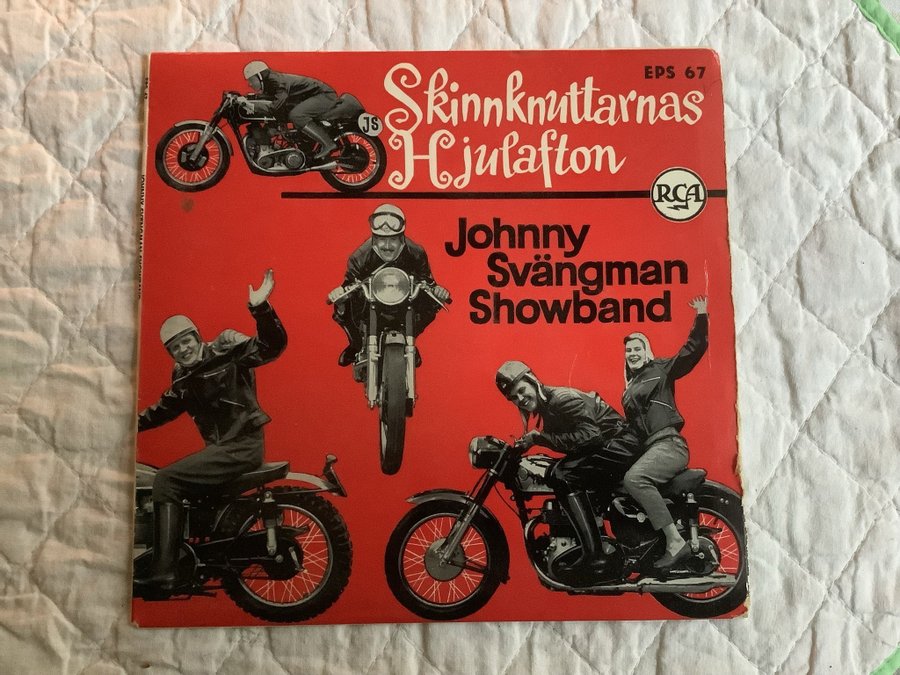 EPS 67
Skinnknuttarnas
Hjulafton
JS
RCA
Johnny
Svängman
Showband